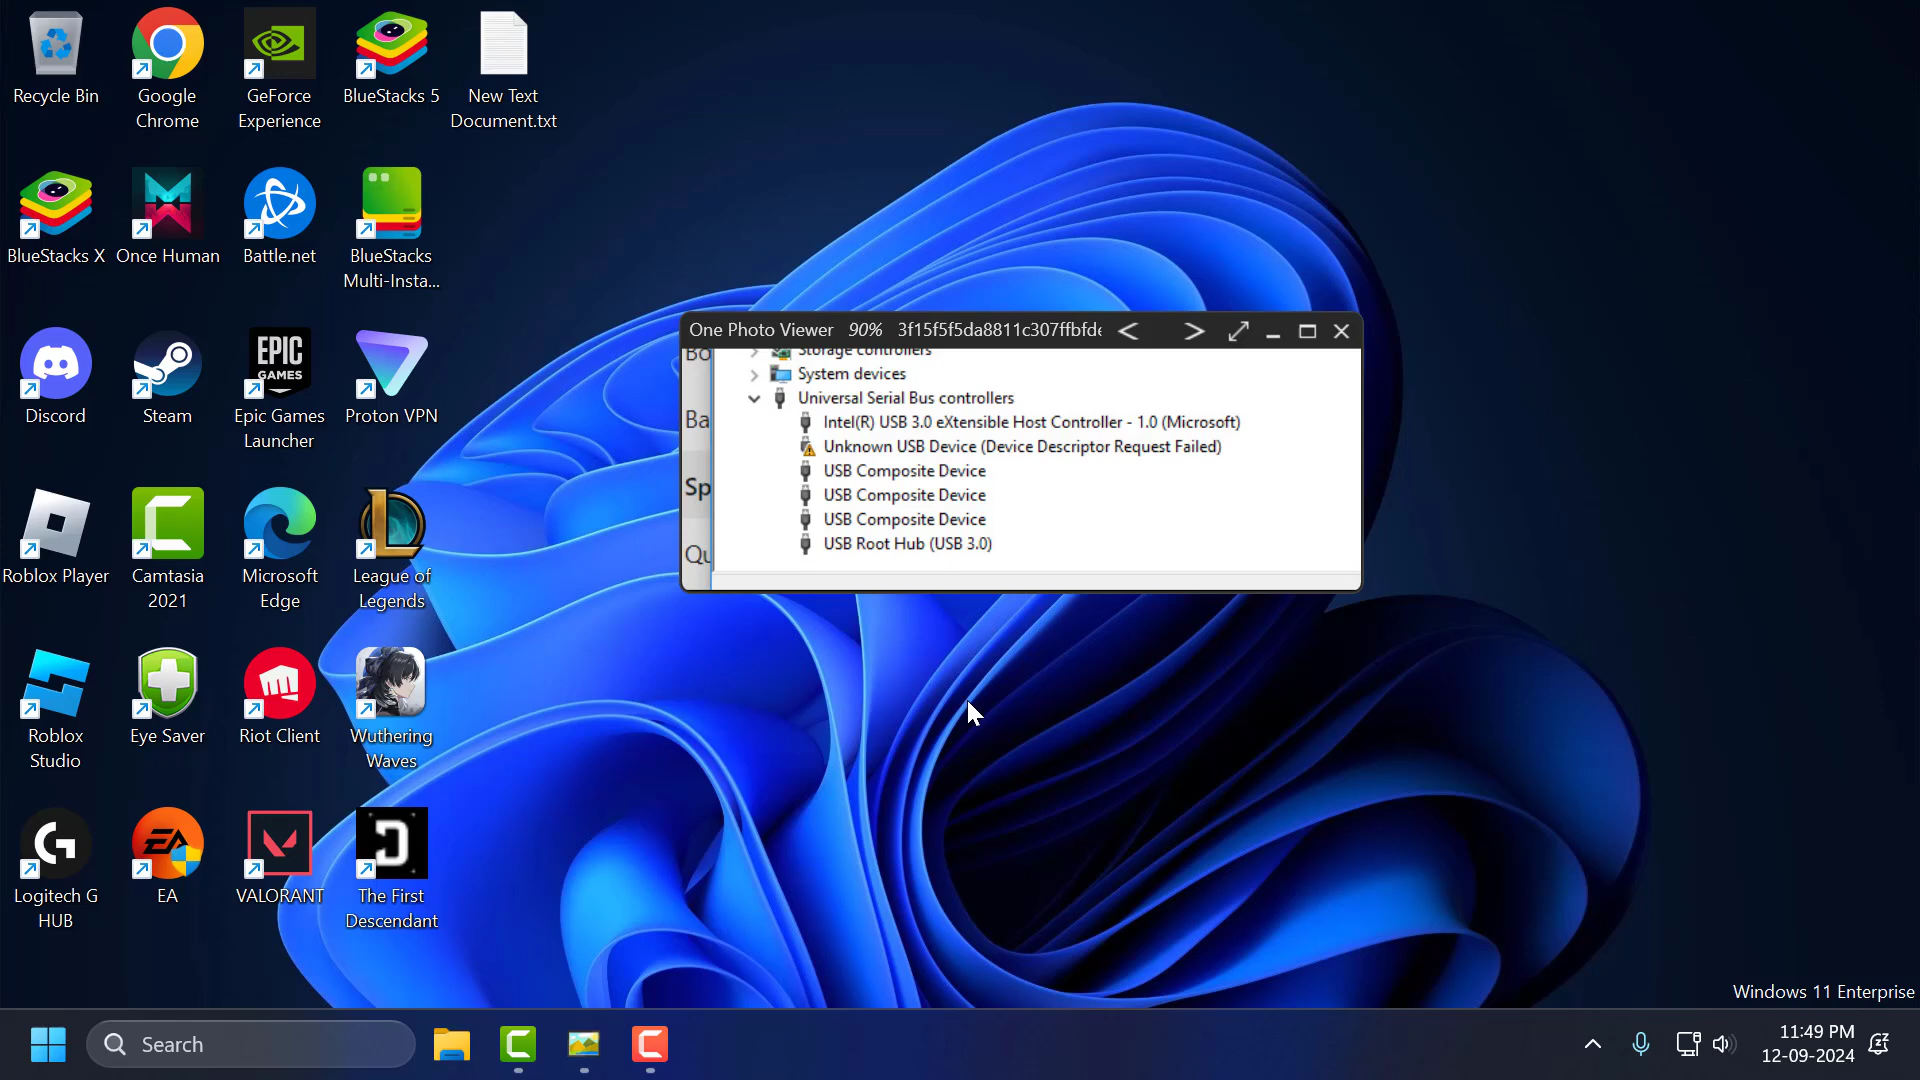 Recycle Bin
Google
Chrome
GeForce
Experience
BlueStacks 5
New Text
Document.txt
BlueStacks X
Once Human
Battle.net
BlueStacks
Multi-Insta...
Discord
Steam
EPIC
GAMES
Epic Games
Launcher
Proton VPN
Roblox Player
Camtasia
2021
Microsoft
Edge
League of
Legends
Roblox
Studio
Eye Saver
Riot Client
Wuthering
Waves
Logitech G
HUB
EA
EA
VALORANT
The First
Descendant
One Photo Viewer 90% 3f15f5f5da8811c307ffbfde
Bo
Storage controllers
System devices
Ba
Universal Serial Bus controllers
Intel(R) USB 3.0 eXtensible Host Controller - 1.0 (Microsoft)
Unknown USB Device (Device Descriptor Request Failed)
USB Composite Device
Sp
USB Composite Device
USB Composite Device
Qu
USB Root Hub (USB 3.0)
Windows 11 Enterprise
Search
11:49 PM
12-09-2024